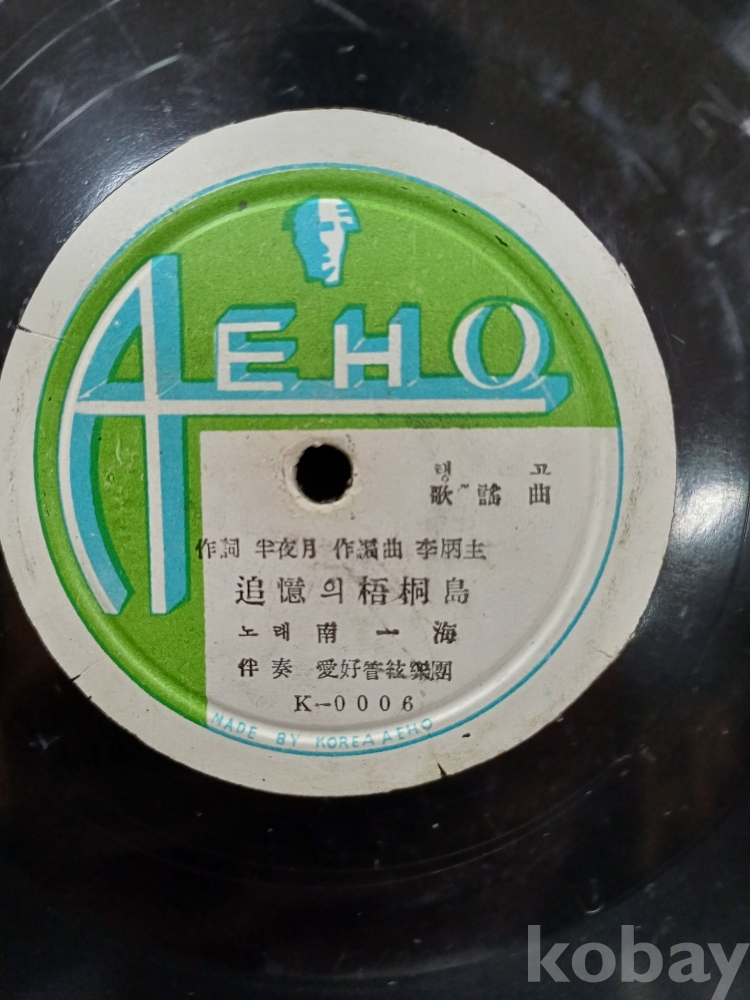 AEHO
탱고
歌謠曲
作詞 半夜月 作編曲 李炳主
追憶의梧桐島
노래 南一海
伴奏 愛好管絃樂團
K-0006
MADE BY KOREA AEHO
kobay